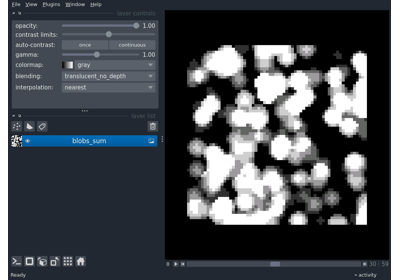 File View Plugins Window Help
layer controls
opacity: 1.00
contrast limits:
auto-contrast: once continuous
gamma: 1.00
colormap: gray
blending: translucent_no_depth
interpolation: nearest
layer list
blobs_sum
30 59
Ready
activity